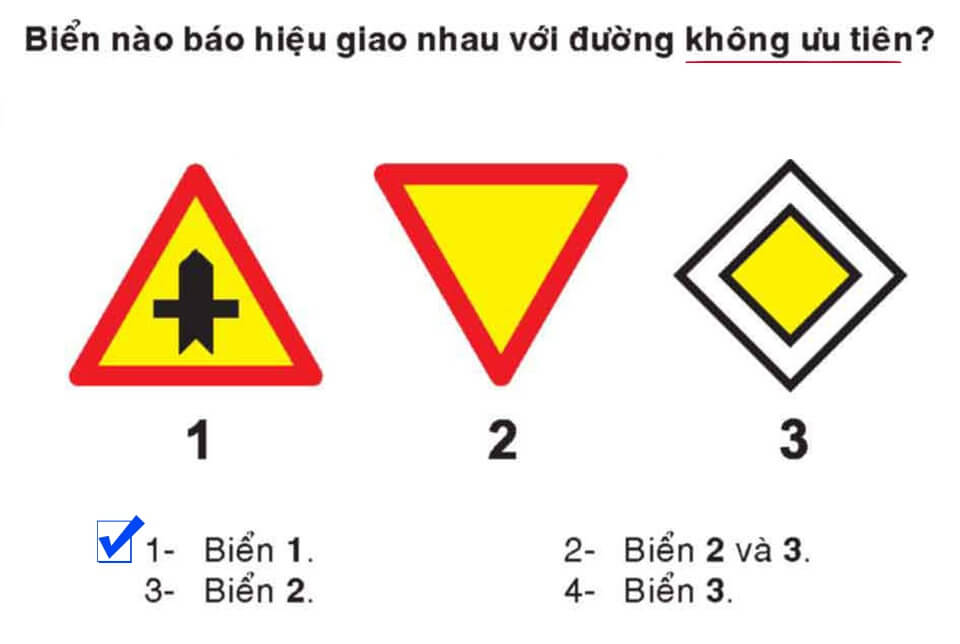 Biển nào báo hiệu giao nhau với đường không ưu tiên?
1 2 3
1- Biển 1. 2- Biển 2 và 3.
3- Biển 2. 4- Biển 3.